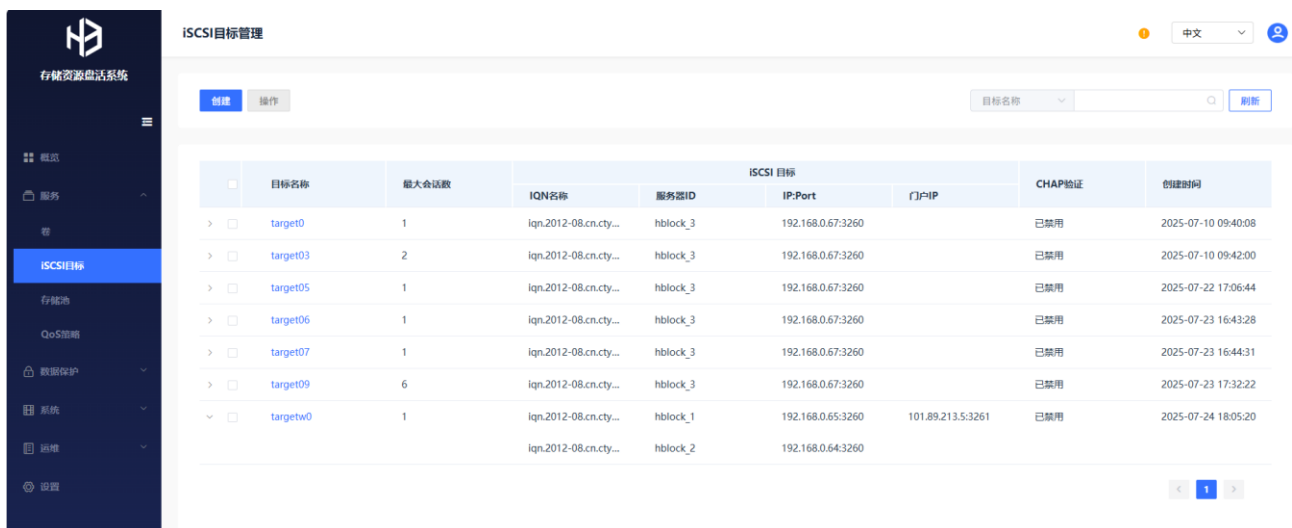 iSCSI目标管理
中文
存储资源盘活系统
创建 操作 目标名称 刷新
概览
服务
卷
iSCSI目标
存储池
QoS策略
数据保护
系统
运维
设置
目标名称 最大会话数 iSCSI 目标 CHAP验证 创建时间
IQN名称 服务器ID IP:Port 门户IP
target0 1 iqn.2012-08.cn.cty... hblock_3 192.168.0.67:3260 已禁用 2025-07-10 09:40:08
target03 2 iqn.2012-08.cn.cty... hblock_3 192.168.0.67:3260 已禁用 2025-07-10 09:42:00
target05 1 iqn.2012-08.cn.cty... hblock_3 192.168.0.67:3260 已禁用 2025-07-22 17:06:44
target06 1 iqn.2012-08.cn.cty... hblock_3 192.168.0.67:3260 已禁用 2025-07-23 16:43:28
target07 1 iqn.2012-08.cn.cty... hblock_3 192.168.0.67:3260 已禁用 2025-07-23 16:44:31
target09 6 iqn.2012-08.cn.cty... hblock_3 192.168.0.67:3260 已禁用 2025-07-23 17:32:22
targetw0 1 iqn.2012-08.cn.cty... hblock_1 192.168.0.65:3260 101.89.213.5:3261 已禁用 2025-07-24 18:05:20
iqn.2012-08.cn.cty... hblock_2 192.168.0.64:3260
1